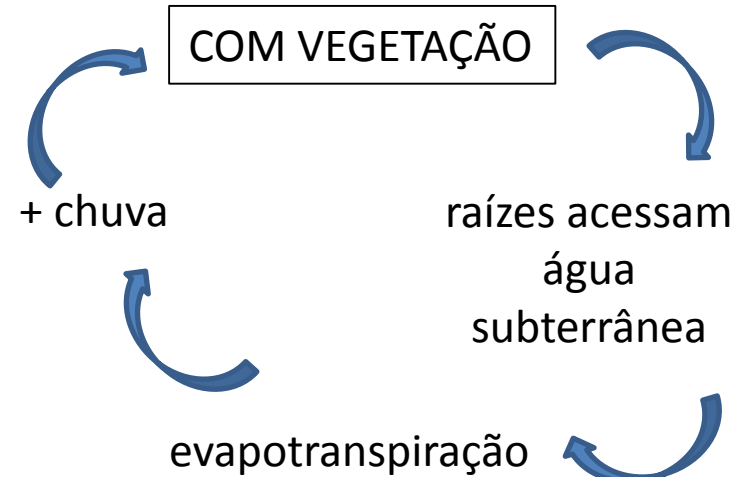 COM VEGETAÇÃO
+ chuva
raízes acessam
água
subterrânea
evapotranspiração